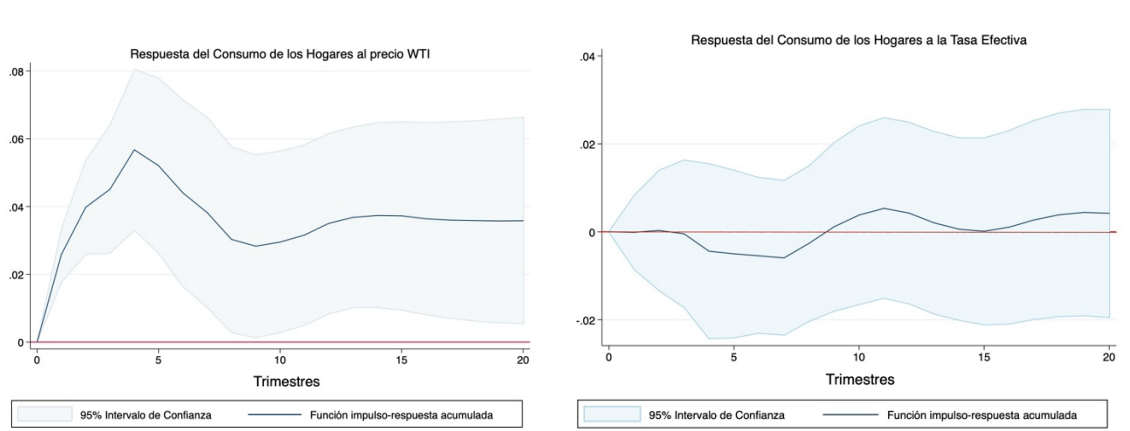 Respuesta del Consumo de los Hogares al precio WTI
.08
.06
.04
.02
0
0 5 10 15 20
Trimestres
95% Intervalo de Confianza Función impulso-respuesta acumulada
Respuesta del Consumo de los Hogares a la Tasa Efectiva
.04
.02
0
-.02
0 5 10 15 20
Trimestres
95% Intervalo de Confianza Función impulso-respuesta acumulada